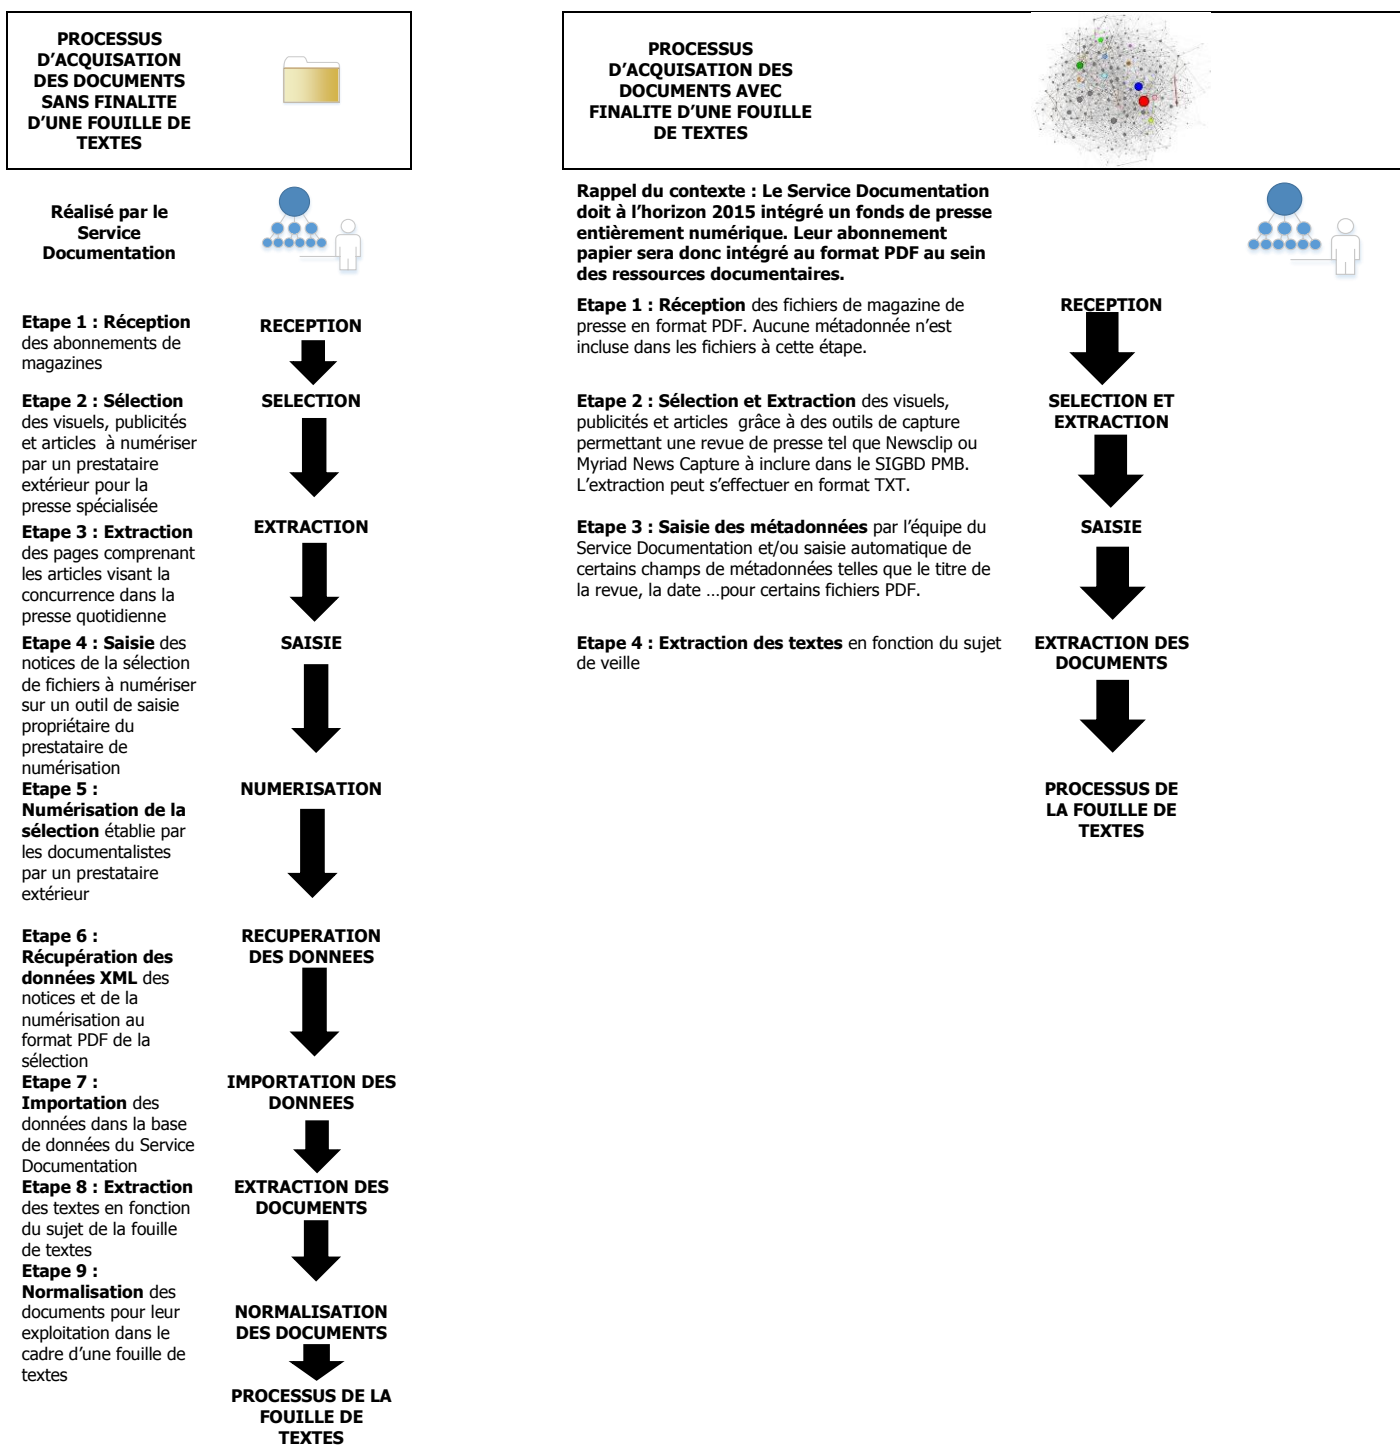 PROCESSUS
D’ACQUISATION
DES DOCUMENTS
SANS FINALITE
D’UNE FOUILLE DE
TEXTES
Réalisé par le
Service
Documentation
Etape 1 : Réception
des abonnements de
magazines
RECEPTION
Etape 2 : Sélection
des visuels, publicités
et articles à numériser
par un prestataire
extérieur pour la
presse spécialisée
SELECTION
Etape 3 : Extraction
des pages comprenant
les articles visant la
concurrence dans la
presse quotidienne
EXTRACTION
Etape 4 : Saisie des
notices de la sélection
de fichiers à numériser
sur un outil de saisie
propriétaire du
prestataire de
numérisation
SAISIE
Etape 5 :
Numérisation de la
sélection établie par
les documentalistes
par un prestataire
extérieur
NUMERISATION
Etape 6 :
Récupération des
données XML des
notices et de la
numérisation au
format PDF de la
sélection
RECUPERATION
DES DONNEES
Etape 7 :
Importation des
données dans la base
de données du Service
Documentation
IMPORTATION DES
DONNEES
Etape 8 : Extraction
des textes en fonction
du sujet de la fouille
de textes
EXTRACTION DES
DOCUMENTS
Etape 9 :
Normalisation des
documents pour leur
exploitation dans le
cadre d’une fouille de
textes
NORMALISATION
DES DOCUMENTS
PROCESSUS DE LA
FOUILLE DE
TEXTES
PROCESSUS
D’ACQUISATION DES
DOCUMENTS AVEC
FINALITE D’UNE FOUILLE
DE TEXTES
Rappel du contexte : Le Service Documentation
doit à l’horizon 2015 intégré un fonds de presse
entièrement numérique. Leur abonnement
papier sera donc intégré au format PDF au sein
des ressources documentaires.
Etape 1 : Réception des fichiers de magazine de
presse en format PDF. Aucune métadonnée n’est
incluse dans les fichiers à cette étape.
RECEPTION
Etape 2 : Sélection et Extraction des visuels,
publicités et articles grâce à des outils de capture
permettant une revue de presse tel que Newsclip ou
Myriad News Capture à inclure dans le SIGBD PMB.
L’extraction peut s’effectuer en format TXT.
SELECTION ET
EXTRACTION
Etape 3 : Saisie des métadonnées par l’équipe du
Service Documentation et/ou saisie automatique de
certains champs de métadonnées telles que le titre de
la revue, la date …pour certains fichiers PDF.
SAISIE
Etape 4 : Extraction des textes en fonction du sujet
de veille
EXTRACTION DES
DOCUMENTS
PROCESSUS DE
LA FOUILLE DE
TEXTES